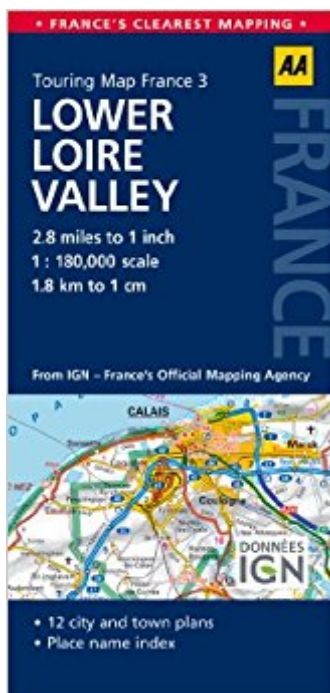 • FRANCE'S CLEAREST MAPPING •
AA
Touring Map France 3
FRANCE
LOWER
LOIRE
VALLEY
2.8 miles to 1 inch
1 : 180,000 scale
1.8 km to 1 cm
From IGN – France's Official Mapping Agency
CALAIS
Marck
Coulogne
DONNÉES
IGN
• 12 city and town plans
• Place name index